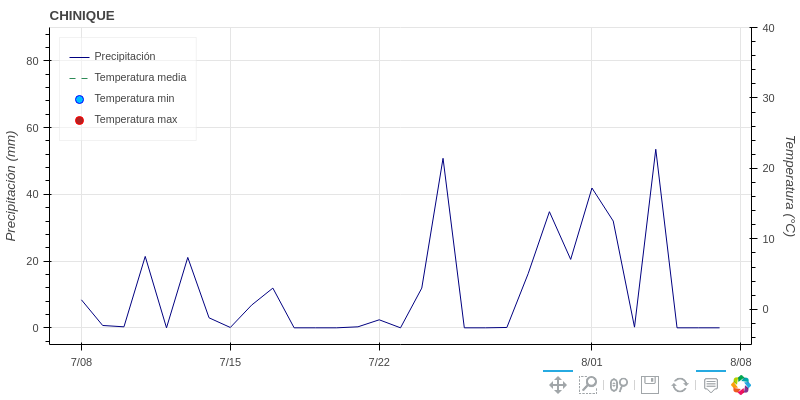 CHINIQUE
Precipitación
Temperatura media
Temperatura min
Temperatura max
Precipitación (mm)
80
60
40
20
0
Temperatura (°C)
40
30
20
10
0
7/08
7/15
7/22
8/01
8/08